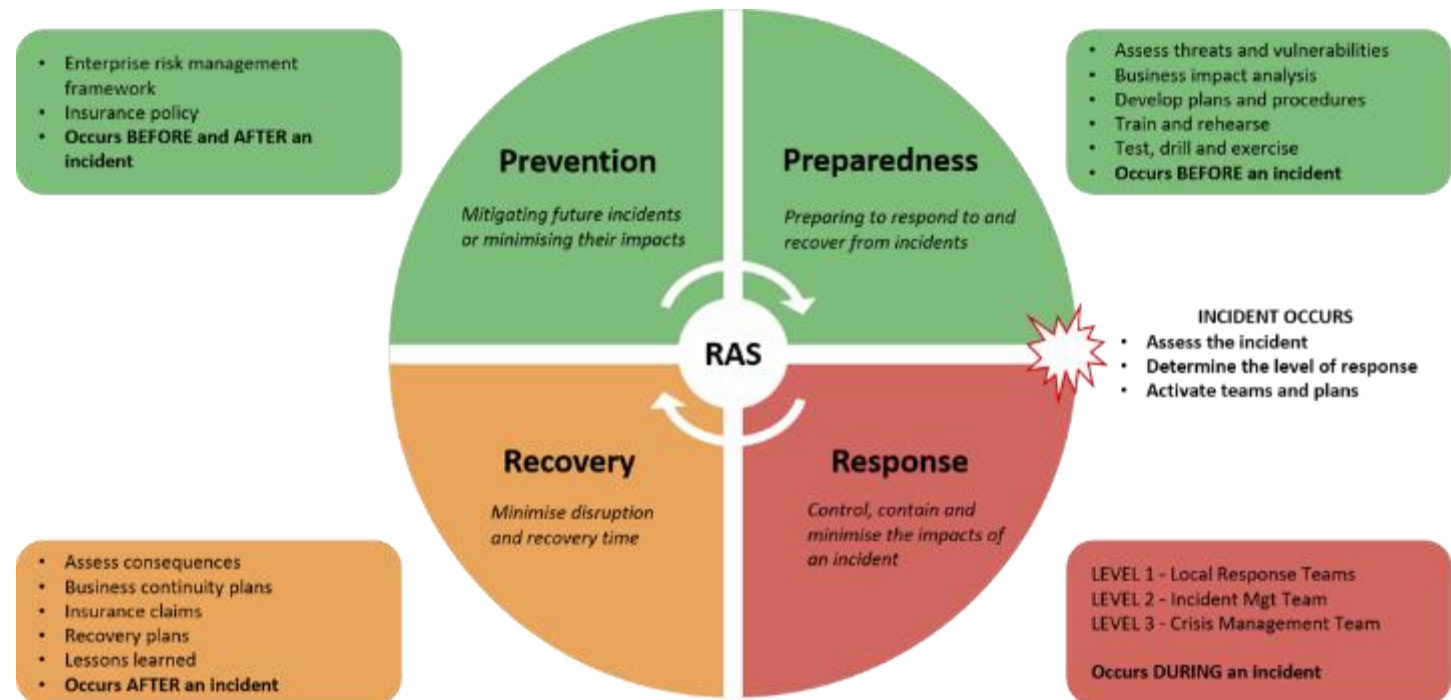 • Enterprise risk management
framework
• Insurance policy
• Occurs BEFORE and AFTER an
incident
Prevention
Mitigating future incidents
or minimising their impacts
Preparedness
Preparing to respond to and
recover from incidents
• Assess threats and vulnerabilities
• Business impact analysis
• Develop plans and procedures
• Train and rehearse
• Test, drill and exercise
• Occurs BEFORE an incident
RAS
INCIDENT OCCURS
• Assess the incident
• Determine the level of response
• Activate teams and plans
Recovery
Minimise disruption
and recovery time
Response
Control, contain and
minimise the impacts of
an incident
• Assess consequences
• Business continuity plans
• Insurance claims
• Recovery plans
• Lessons learned
• Occurs AFTER an incident
LEVEL 1 - Local Response Teams
LEVEL 2 - Incident Mgt Team
LEVEL 3 - Crisis Management Team
Occurs DURING an incident